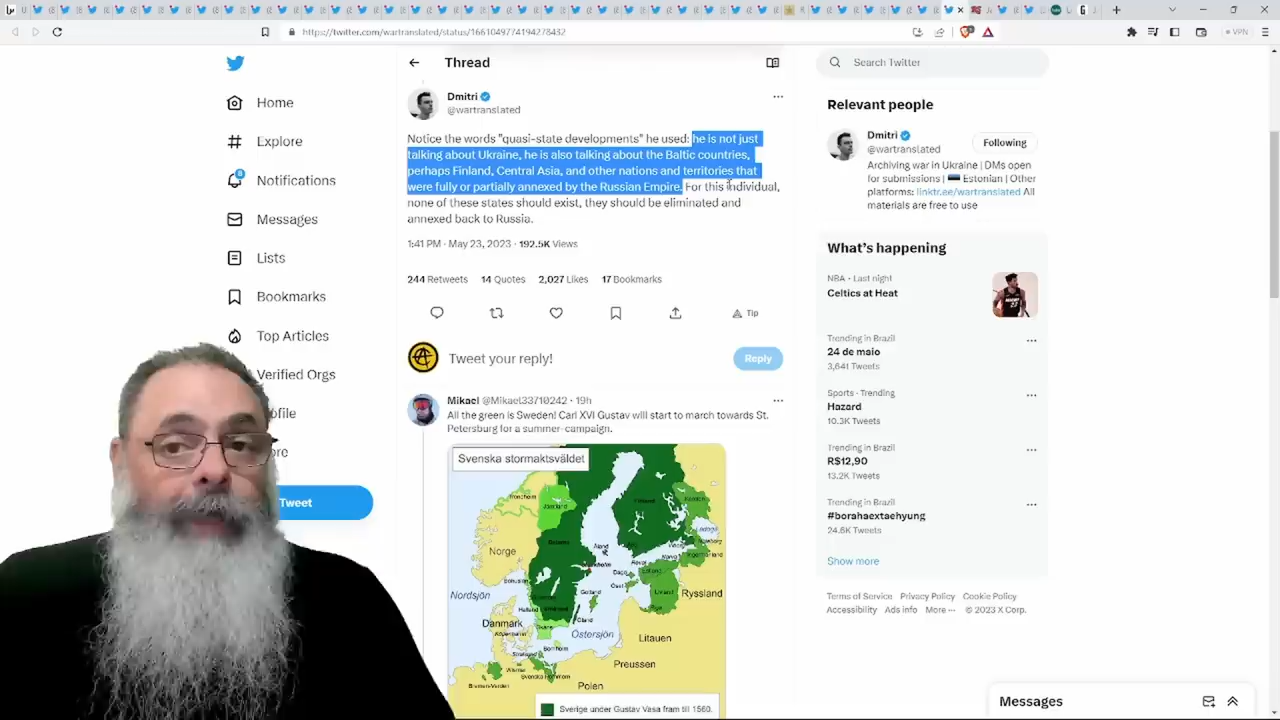 https://twitter.com/wartranslated/status/1661049774194278432
VPN
Home
Explore
8
Notifications
Messages
Lists
Bookmarks
Top Articles
Verified Orgs
ofile
ore
Tweet
Thread
Dmitri
@wartranslated
Notice the words "quasi-state developments" he used: he is not just
talking about Ukraine, he is also talking about the Baltic countries,
perhaps Finland, Central Asia, and other nations and territories that
were fully or partially annexed by the Russian Empire. For this individual,
none of these states should exist, they should be eliminated and
annexed back to Russia.
1:41 PM · May 23, 2023 · 192.5K Views
244 Retweets 14 Quotes 2,027 Likes 17 Bookmarks
Tip
Tweet your reply!
Reply
Mikael @Mikael33710242 · 19h
All the green is Sweden! Carl XVI Gustav will start to march towards St.
Petersburg for a summer-campaign.
Svenska stormaktsväldet
Norge
Nordsjön
Danmark
Östersjön
Ryssland
Litauen
Preussen
Polen
Sverige under Gustav Vasa fram till 1560.
Search Twitter
Relevant people
Dmitri
@wartranslated
Following
Archiving war in Ukraine | DMs open
for submissions | Estonian | Other
platforms: linktr.ee/wartranslated All
materials are free to use
What's happening
NBA · Last night
Celtics at Heat
Trending in Brazil
24 de maio
3,641 Tweets
Sports · Trending
Hazard
10.3K Tweets
Trending in Brazil
R$12,90
13.2K Tweets
Trending in Brazil
#borahaextaehyung
24.6K Tweets
Show more
Terms of Service Privacy Policy Cookie Policy
Accessibility Ads info More ··· © 2023 X Corp.
Messages